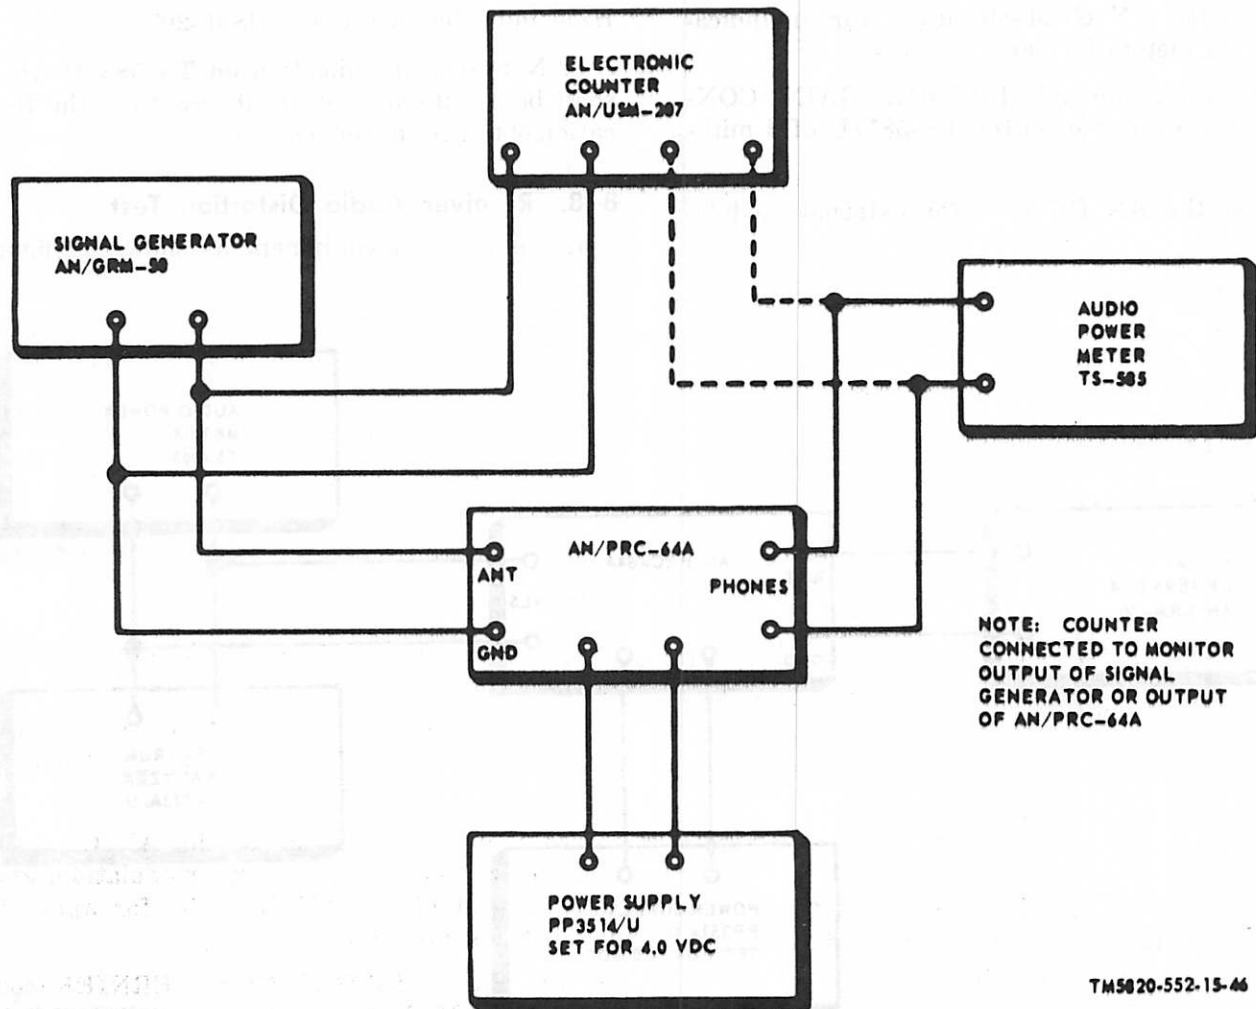 ELECTRONIC
COUNTER
AN/USM-207
SIGNAL GENERATOR
AN/GRM-50
AUDIO
POWER
METER
TS-585
AN/PRC-64A
ANT
PHONES
GND
NOTE: COUNTER
CONNECTED TO MONITOR
OUTPUT OF SIGNAL
GENERATOR OR OUTPUT
OF AN/PRC-64A
POWER SUPPLY
PP3514/U
SET FOR 4.0 VDC
TM5820-552-15-46